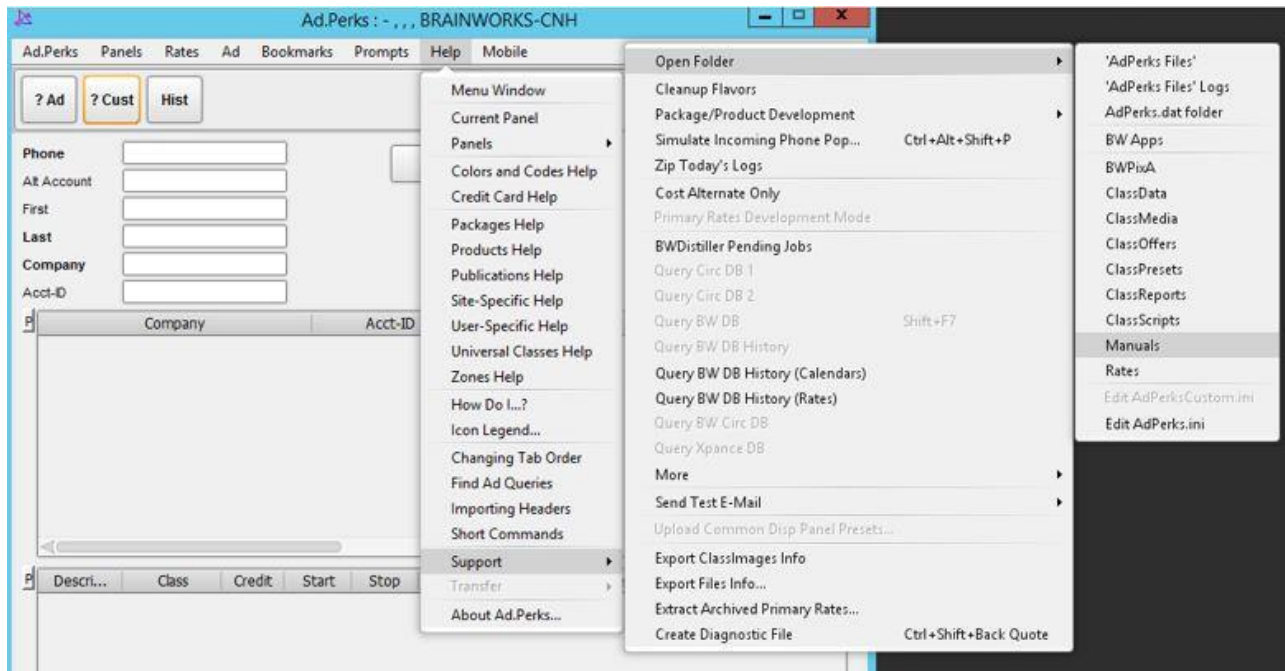 Ad.Perks : - , , , BRAINWORKS-CNH
Ad.Perks Panels Rates Ad Bookmarks Prompts Help Mobile
? Ad ? Cust Hist
Phone
Alt Account
First
Last
Company
Acct-ID
P Company Acct-ID
P Descri... Class Credit Start Stop
Menu Window
Current Panel
Panels
Colors and Codes Help
Credit Card Help
Packages Help
Products Help
Publications Help
Site-Specific Help
User-Specific Help
Universal Classes Help
Zones Help
How Do I...?
Icon Legend...
Changing Tab Order
Find Ad Queries
Importing Headers
Short Commands
Support
Transfer
About Ad.Perks...
Open Folder
Cleanup Flavors
Package/Product Development
Simulate Incoming Phone Pop... Ctrl+Alt+Shift+P
Zip Today's Logs
Cost Alternate Only
Primary Rates Development Mode
BWDistiller Pending Jobs
Query Circ DB 1
Query Circ DB 2
Query BW DB Shift+F7
Query BW DB History
Query BW DB History (Calendars)
Query BW DB History (Rates)
Query BW Circ DB
Query Xpance DB
More
Send Test E-Mail
Upload Common Disp Panel Presets...
Export ClassImages Info
Export Files Info...
Extract Archived Primary Rates...
Create Diagnostic File Ctrl+Shift+Back Quote
'AdPerks Files'
'AdPerks Files' Logs
AdPerks.dat folder
BW Apps
BWPixA
ClassData
ClassMedia
ClassOffers
ClassPresets
ClassReports
ClassScripts
Manuals
Rates
Edit AdPerksCustom.ini
Edit AdPerks.ini